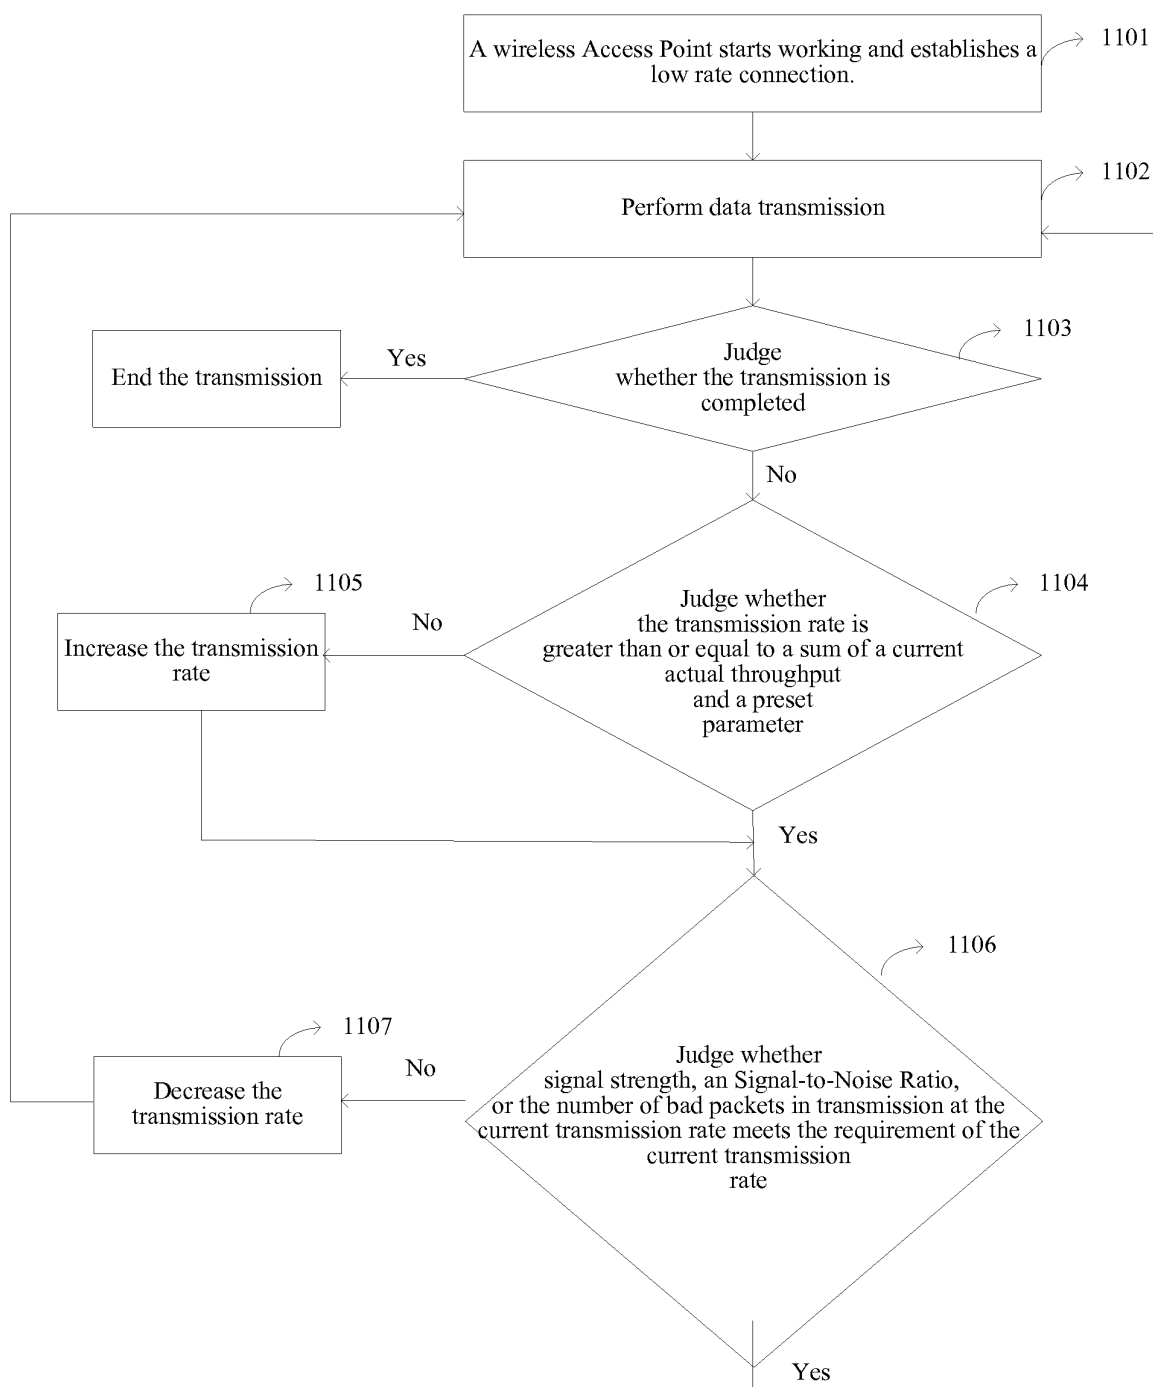 A wireless Access Point starts working and establishes a
low rate connection.
1101
Perform data transmission
1102
Judge
whether the transmission is
completed
1103
Yes
End the transmission
No
Judge whether
the transmission rate is
greater than or equal to a sum of a current
actual throughput
and a preset
parameter
1104
No
Increase the transmission
rate
1105
Yes
Judge whether
signal strength, an Signal-to-Noise Ratio,
or the number of bad packets in transmission at the
current transmission rate meets the requirement of the
current transmission
rate
1106
No
Decrease the
transmission rate
1107
Yes